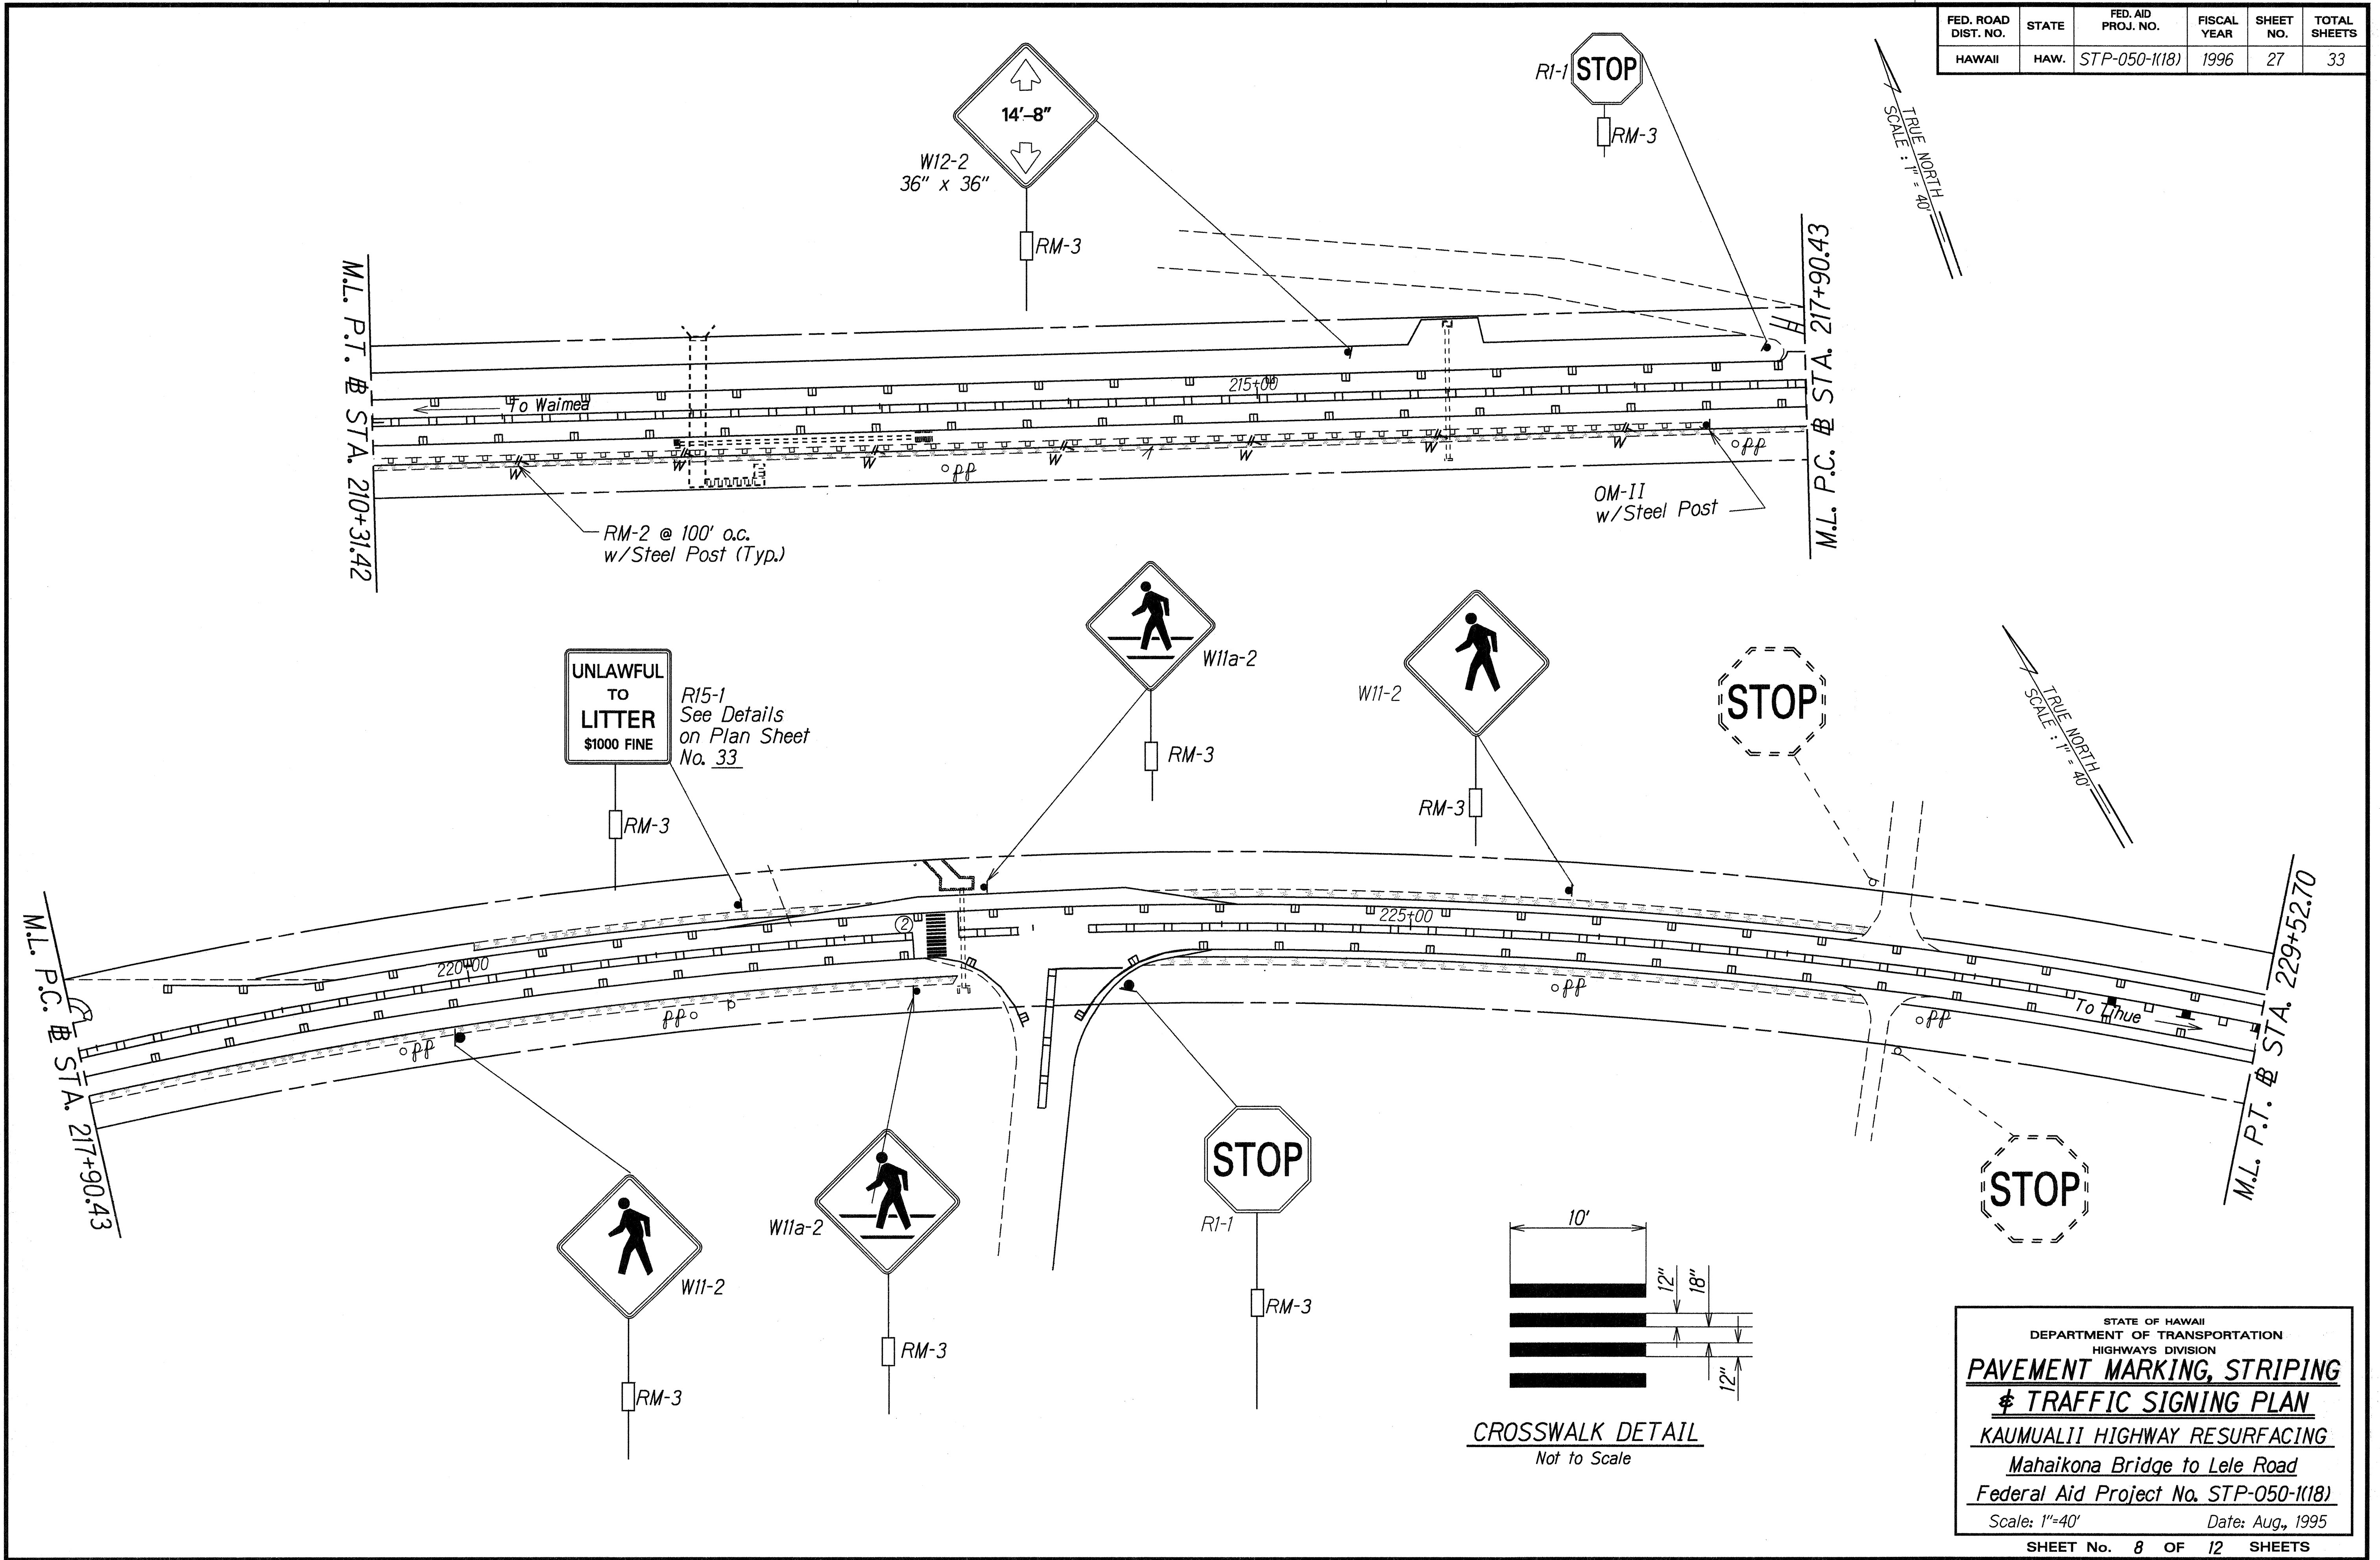 FED. ROAD DIST. NO. STATE FED. AID PROJ. NO. FISCAL YEAR SHEET NO. TOTAL SHEETS
HAWAII HAW. STP-050-1(18) 1996 27 33
14'-8"
W12-2
36" x 36"
RM-3
R1-1
STOP
RM-3
TRUE NORTH
SCALE : 1" = 40'
M.L. P.T. B STA. 210+31.42
To Waimea
215+00
M.L. P.C. B STA. 217+90.43
W
W
W
W
W
W
W
pp
pp
RM-2 @ 100' o.c.
w/Steel Post (Typ.)
OM-II
w/Steel Post
UNLAWFUL
TO
LITTER
$1000 FINE
R15-1
See Details
on Plan Sheet
No. 33
RM-3
W11a-2
RM-3
W11-2
RM-3
STOP
TRUE NORTH
SCALE : 1" = 40'
M.L. P.C. B STA. 217+90.43
220+00
2
225+00
To Lihue
M.L. P.T. B STA. 229+52.70
pp
pp
p
pp
pp
W11-2
RM-3
W11a-2
RM-3
STOP
R1-1
RM-3
STOP
10'
12"
18"
12"
CROSSWALK DETAIL
Not to Scale
STATE OF HAWAII
DEPARTMENT OF TRANSPORTATION
HIGHWAYS DIVISION
PAVEMENT MARKING, STRIPING
& TRAFFIC SIGNING PLAN
KAUMUALII HIGHWAY RESURFACING
Mahaikona Bridge to Lele Road
Federal Aid Project No. STP-050-1(18)
Scale: 1"=40' Date: Aug., 1995
SHEET No. 8 OF 12 SHEETS